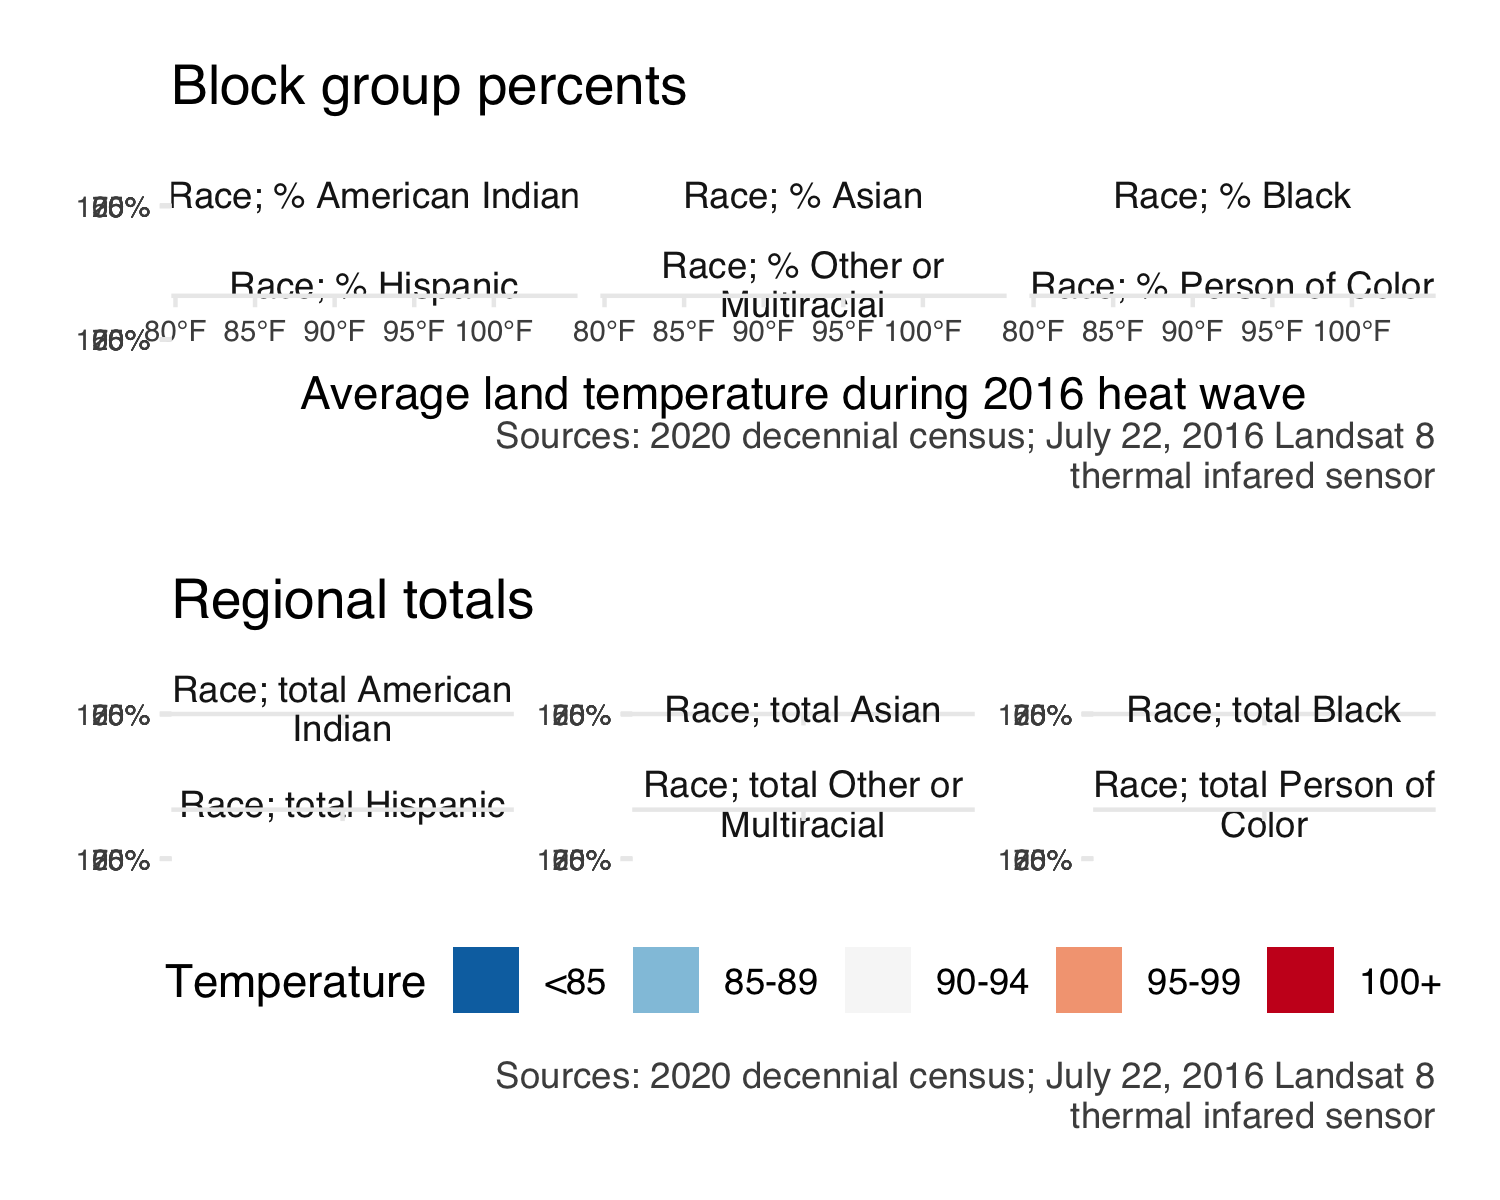 Block group percents
Race; % American Indian Race; % Asian Race; % Black
Race; % Hispanic Race; % Other or Multiracial Race; % Person of Color
80°F 85°F 90°F 95°F 100°F 80°F 85°F 90°F 95°F 100°F 80°F 85°F 90°F 95°F 100°F
Average land temperature during 2016 heat wave
Sources: 2020 decennial census; July 22, 2016 Landsat 8
thermal infared sensor
Regional totals
Race; total American
Indian
Race; total Asian
Race; total Black
Race; total Hispanic
Race; total Other or
Multiracial
Race; total Person of
Color
Temperature <85 85-89 90-94 95-99 100+
Sources: 2020 decennial census; July 22, 2016 Landsat 8
thermal infared sensor